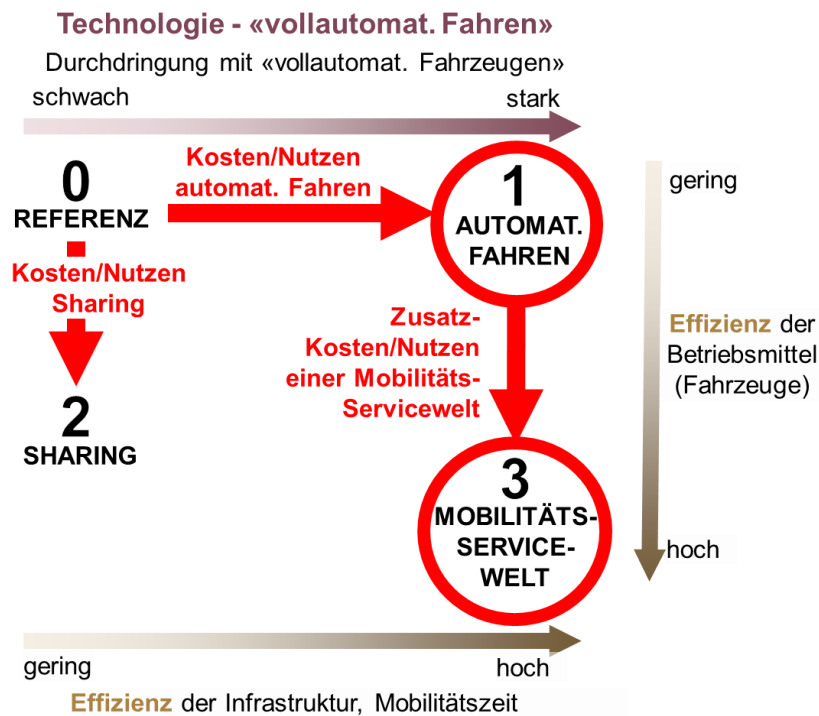 Technologie - «vollautomat. Fahren»
Durchdringung mit «vollautomat. Fahrzeugen»
schwach
stark
0
REFERENZ
Kosten/Nutzen
automat. Fahren
1
AUTOMAT.
FAHREN
gering
Kosten/Nutzen
Sharing
Zusatz-
Kosten/Nutzen
einer Mobilitäts-
Servicewelt
Effizienz der
Betriebsmittel
(Fahrzeuge)
2
SHARING
3
MOBILITÄTS-
SERVICE-
WELT
hoch
gering
hoch
Effizienz der Infrastruktur, Mobilitätszeit